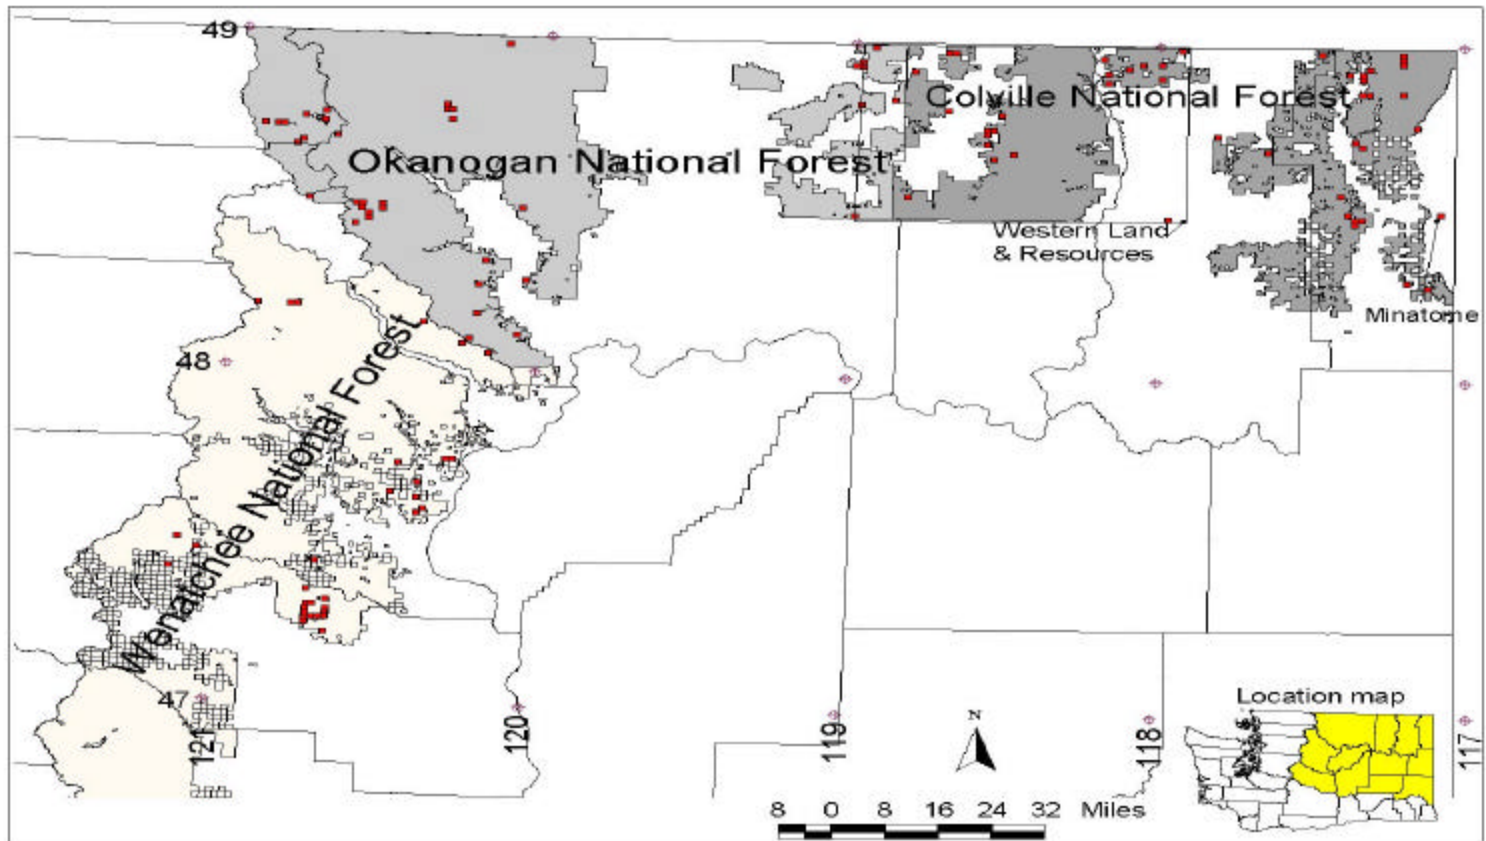 49
Colville National Forest
Okanogan National Forest
Western Land
& Resources
Minatome
48
Wenatchee National Forest
47
121
120
119
118
117
N
Location map
8 0 8 16 24 32 Miles